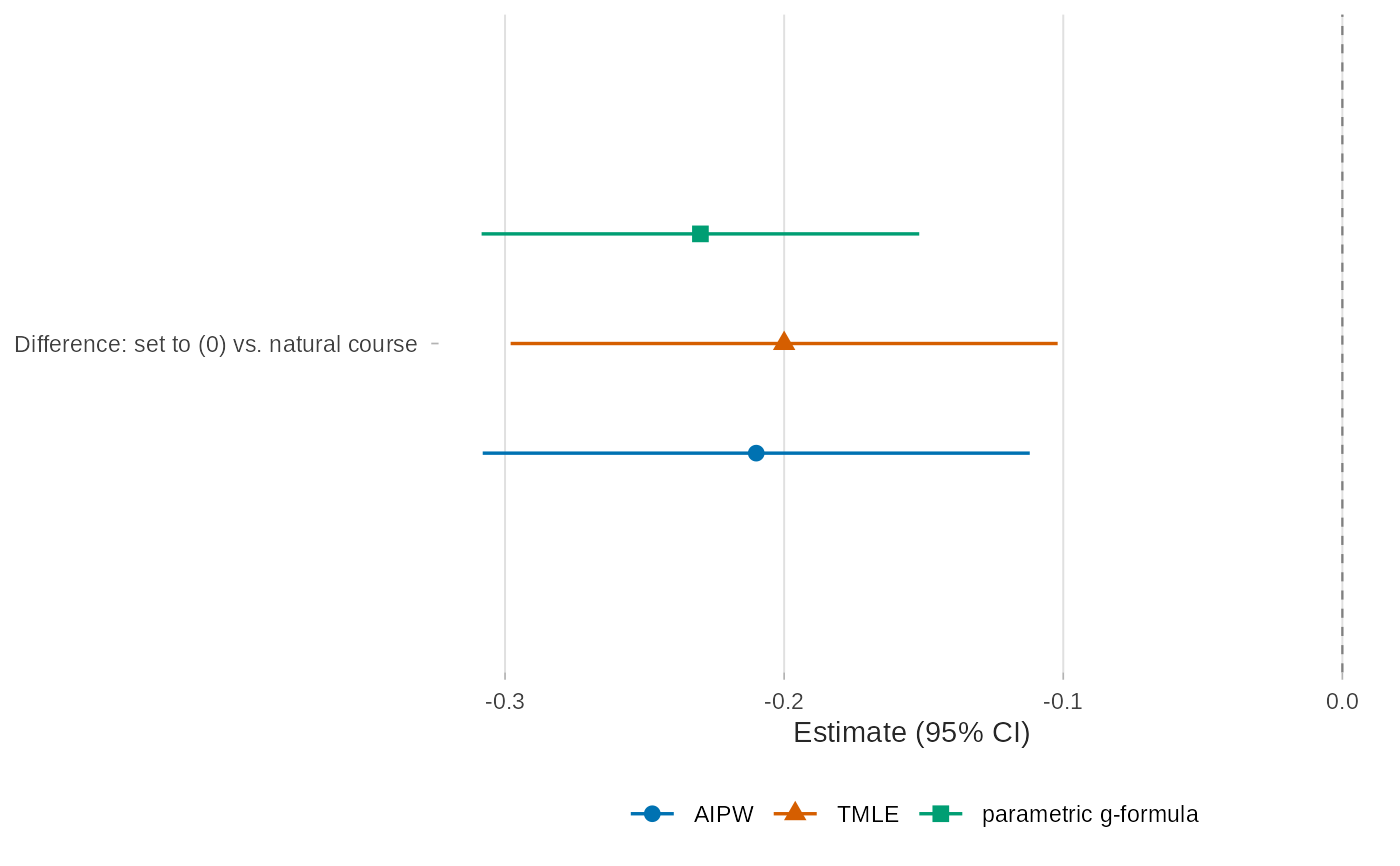 Difference: set to (0) vs. natural course
-0.3 -0.2 -0.1 0.0
Estimate (95% CI)
AIPW TMLE parametric g-formula